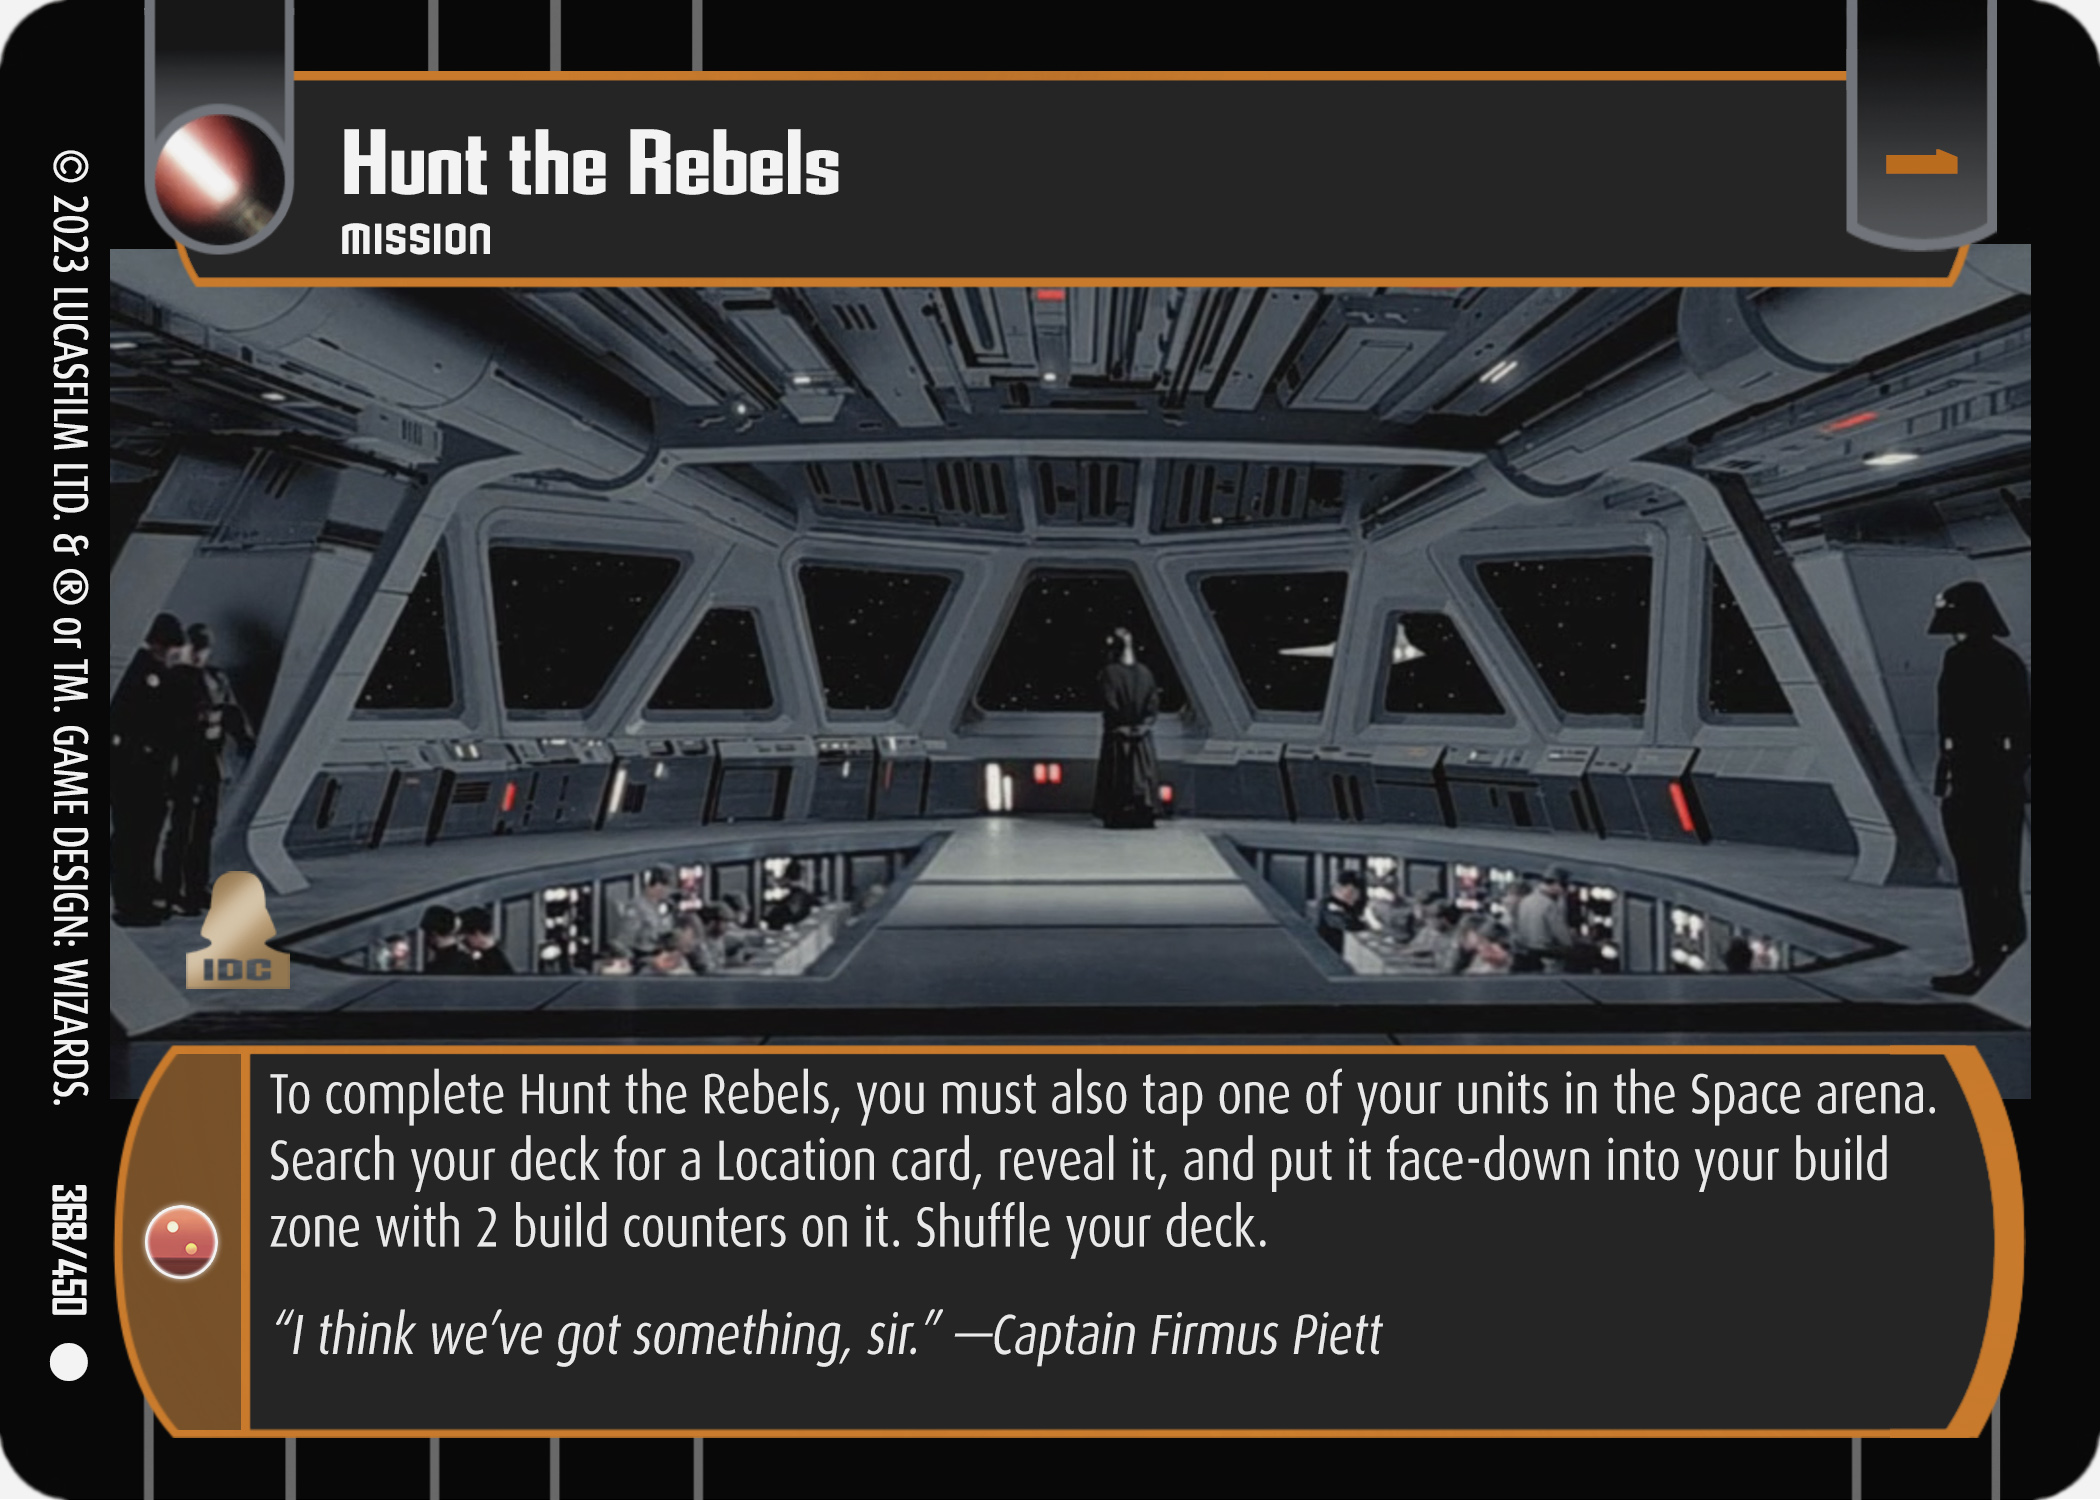 Hunt the Rebels
MISSION
1
IDC
To complete Hunt the Rebels, you must also tap one of your units in the Space arena.
Search your deck for a Location card, reveal it, and put it face-down into your build
zone with 2 build counters on it. Shuffle your deck.
“I think we’ve got something, sir.” —Captain Firmus Piett
© 2023 LUCASFILM LTD. & ® or TM. GAME DESIGN: WIZARDS.
368/450